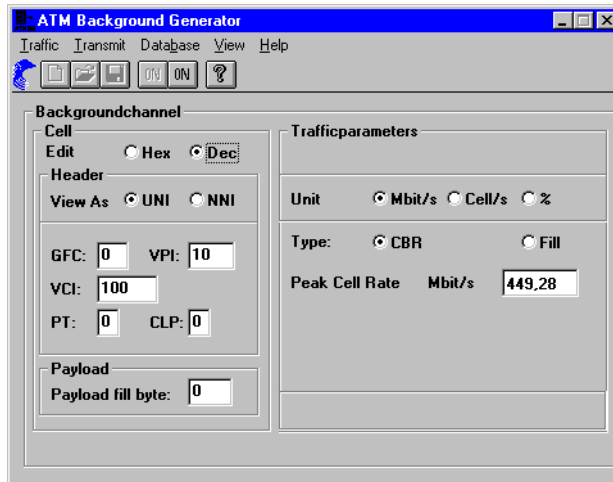 ATM Background Generator
Traffic Transmit Database View Help
ON ON ?
Backgroundchannel
Cell
Edit Hex Dec
Header
View As UNI NNI
GFC: 0 VPI: 10
VCI: 100
PT: 0 CLP: 0
Payload
Payload fill byte: 0
Trafficparameters
Unit Mbit/s Cell/s %
Type: CBR Fill
Peak Cell Rate Mbit/s 449,28